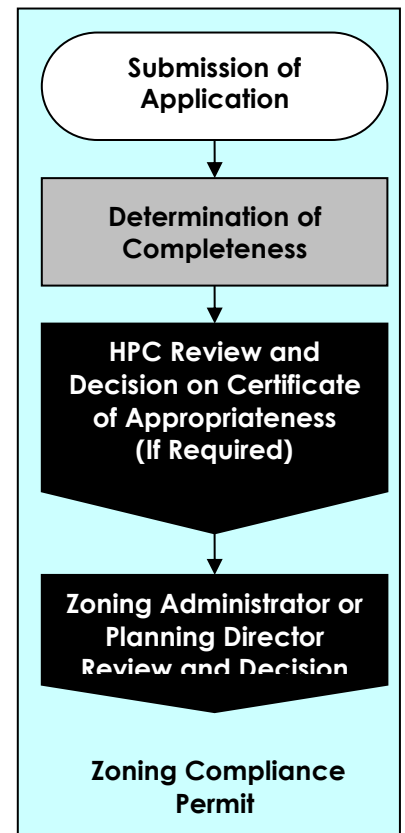 Submission of
Application
Determination of
Completeness
HPC Review and
Decision on Certificate
of Appropriateness
(If Required)
Zoning Administrator or
Planning Director
Review and Decision
Zoning Compliance
Permit